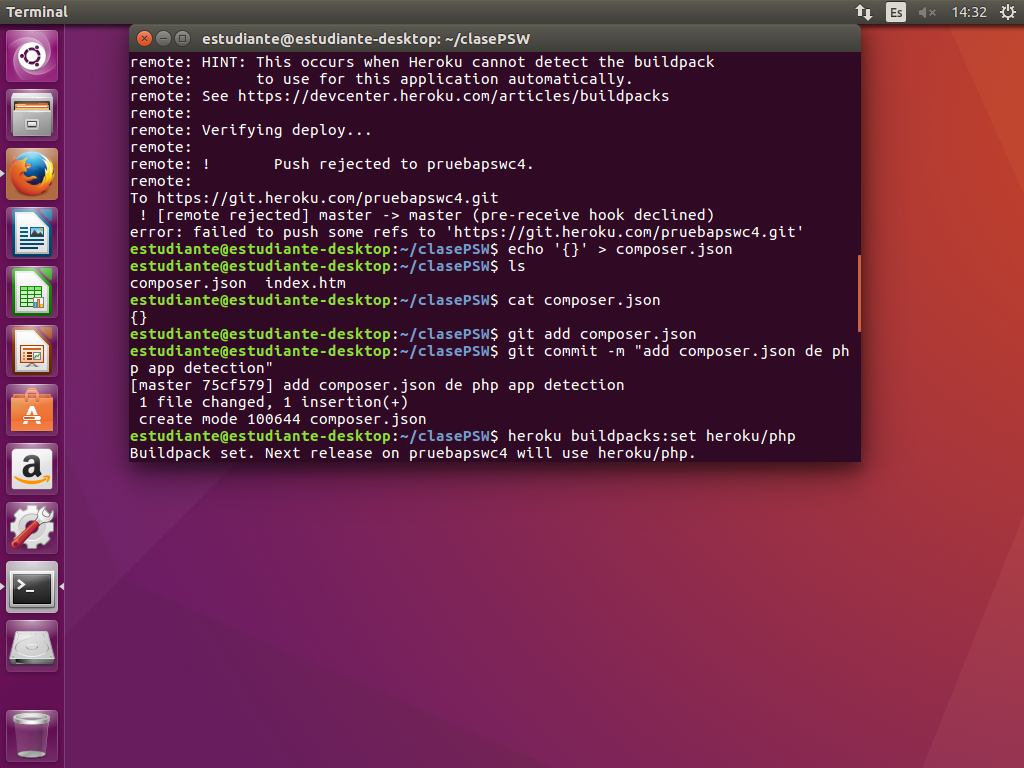 Terminal
Es
14:32
estudiante@estudiante-desktop: ~/clasePSW
remote: HINT: This occurs when Heroku cannot detect the buildpack
remote:       to use for this application automatically.
remote: See https://devcenter.heroku.com/articles/buildpacks
remote:
remote: Verifying deploy...
remote:
remote: !       Push rejected to pruebapswc4.
remote:
To https://git.heroku.com/pruebapswc4.git
 ! [remote rejected] master -> master (pre-receive hook declined)
error: failed to push some refs to 'https://git.heroku.com/pruebapswc4.git'
estudiante@estudiante-desktop:~/clasePSW$ echo '{}' > composer.json
estudiante@estudiante-desktop:~/clasePSW$ ls
composer.json  index.htm
estudiante@estudiante-desktop:~/clasePSW$ cat composer.json
{}
estudiante@estudiante-desktop:~/clasePSW$ git add composer.json
estudiante@estudiante-desktop:~/clasePSW$ git commit -m "add composer.json de ph
p app detection"
[master 75cf579] add composer.json de php app detection
 1 file changed, 1 insertion(+)
 create mode 100644 composer.json
estudiante@estudiante-desktop:~/clasePSW$ heroku buildpacks:set heroku/php
Buildpack set. Next release on pruebapswc4 will use heroku/php.